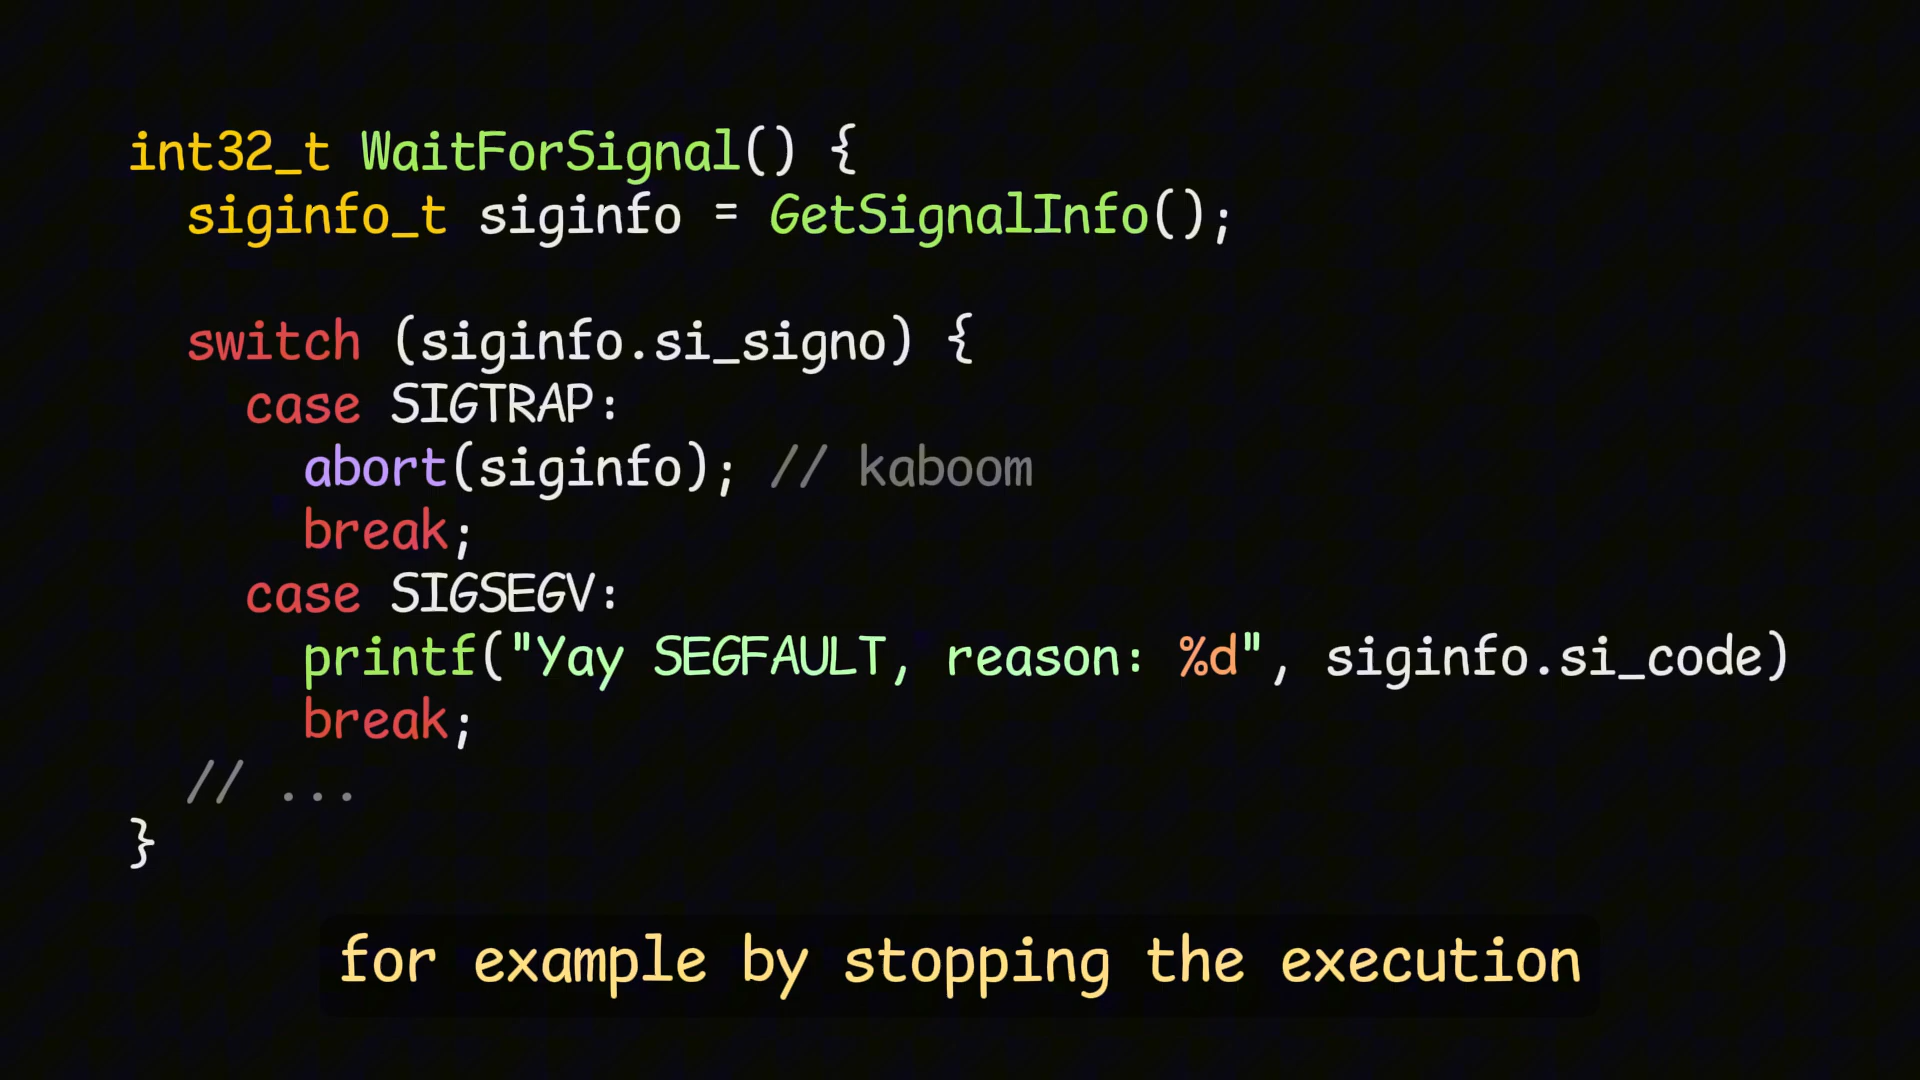 int32_t WaitForSignal() {
  siginfo_t siginfo = GetSignalInfo();

  switch (siginfo.si_signo) {
    case SIGTRAP:
      abort(siginfo); // kaboom
      break;
    case SIGSEGV:
      printf("Yay SEGFAULT, reason: %d", siginfo.si_code)
      break;
  // ...
}
for example by stopping the execution